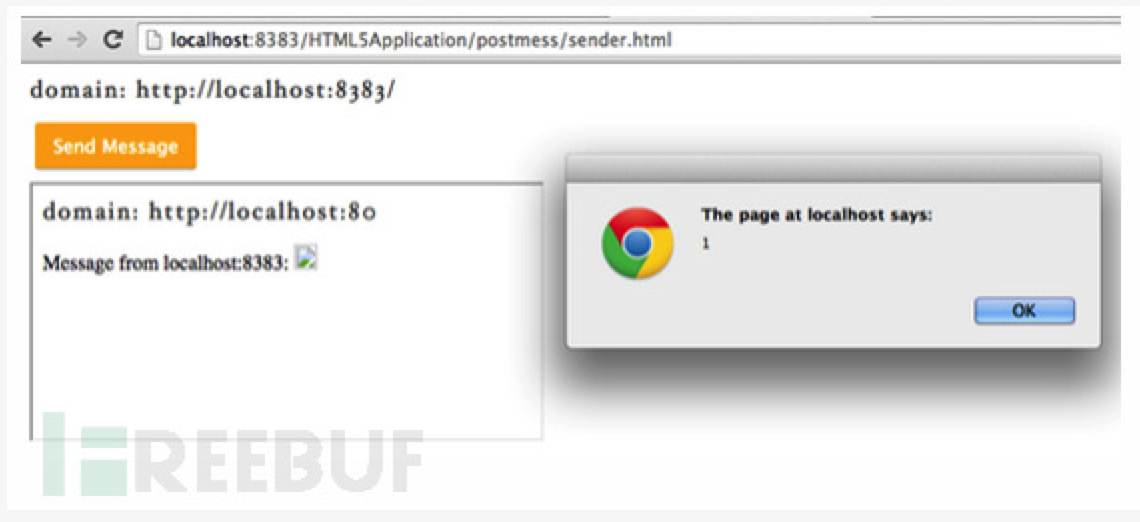 localhost:8383/HTML5Application/postmess/sender.html
domain: http://localhost:8383/
Send Message
domain: http://localhost:80
Message from localhost:8383:
The page at localhost says:
1
OK
FREEBUF